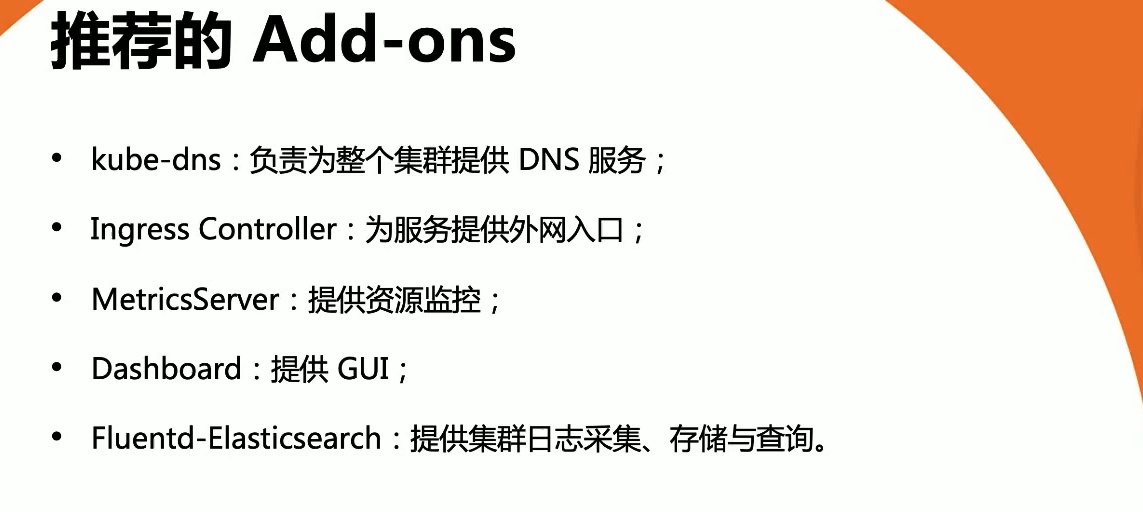 推荐的 Add-ons
• kube-dns：负责为整个集群提供 DNS 服务；
• Ingress Controller：为服务提供外网入口；
• MetricsServer：提供资源监控；
• Dashboard：提供 GUI；
• Fluentd-Elasticsearch：提供集群日志采集、存储与查询。